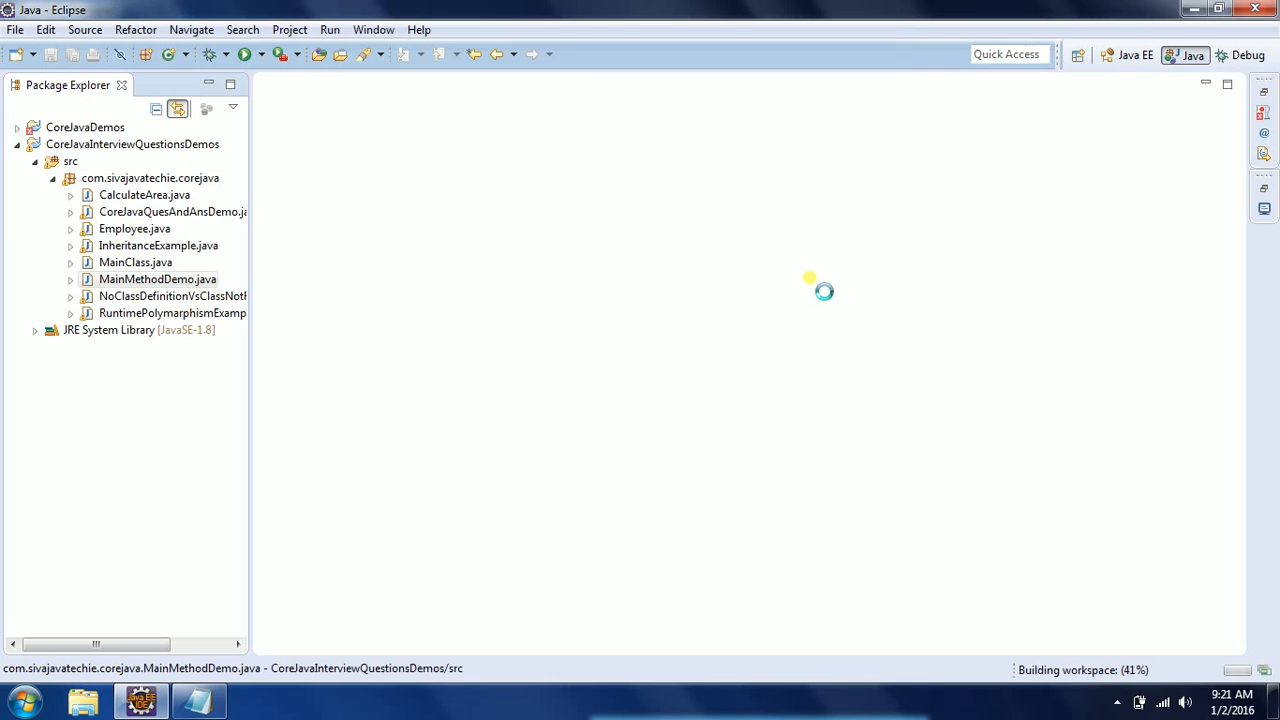 Java - Eclipse
File Edit Source Refactor Navigate Search Project Run Window Help
Quick Access Java EE Java Debug
Package Explorer
CoreJavaDemos
CoreJavaInterviewQuestionsDemos
src
com.sivajavatechie.corejava
CalculateArea.java
CoreJavaQuesAndAnsDemo.ja
Employee.java
InheritanceExample.java
MainClass.java
MainMethodDemo.java
NoClassDefinitionVsClassNotF
RuntimePolymarphismExamp
JRE System Library [JavaSE-1.8]
com.sivajavatechie.corejava.MainMethodDemo.java - CoreJavaInterviewQuestionsDemos/src
Building workspace: (41%)
Java EE
IDE
9:21 AM
1/2/2016